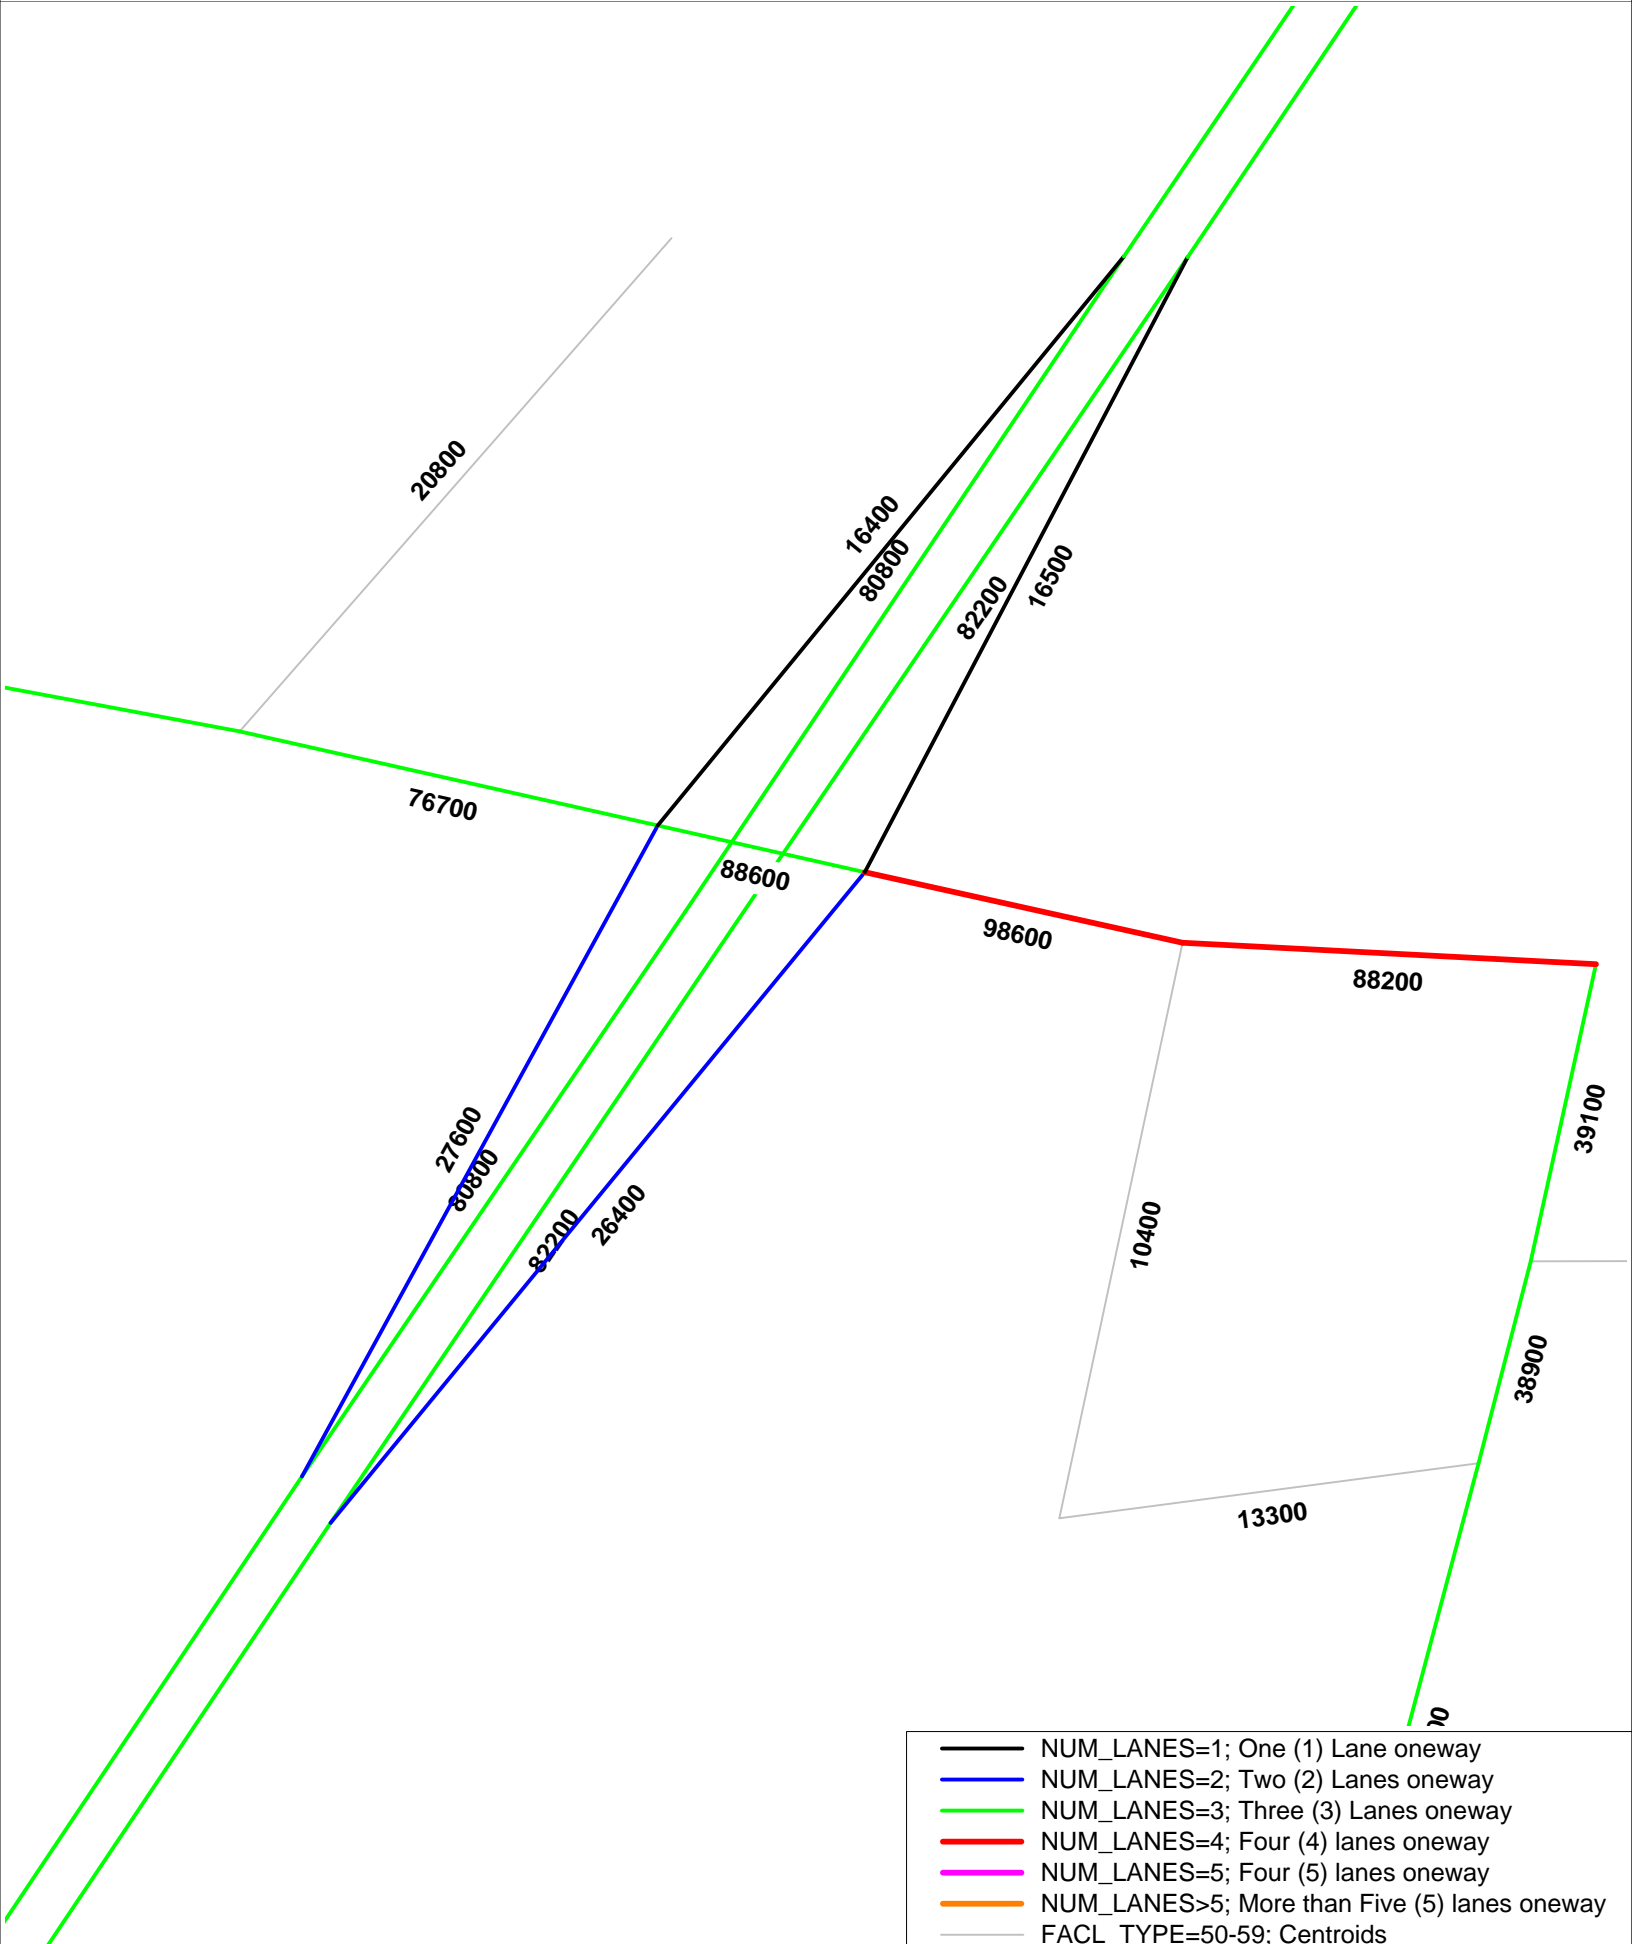 20800
16400
80800
82200
16500
76700
88600
98600
88200
39100
27600
80800
82200
26400
10400
38900
13300
00
NUM_LANES=1; One (1) Lane oneway
NUM_LANES=2; Two (2) Lanes oneway
NUM_LANES=3; Three (3) Lanes oneway
NUM_LANES=4; Four (4) lanes oneway
NUM_LANES=5; Four (5) lanes oneway
NUM_LANES>5; More than Five (5) lanes oneway
FACL_TYPE=50-59; Centroids